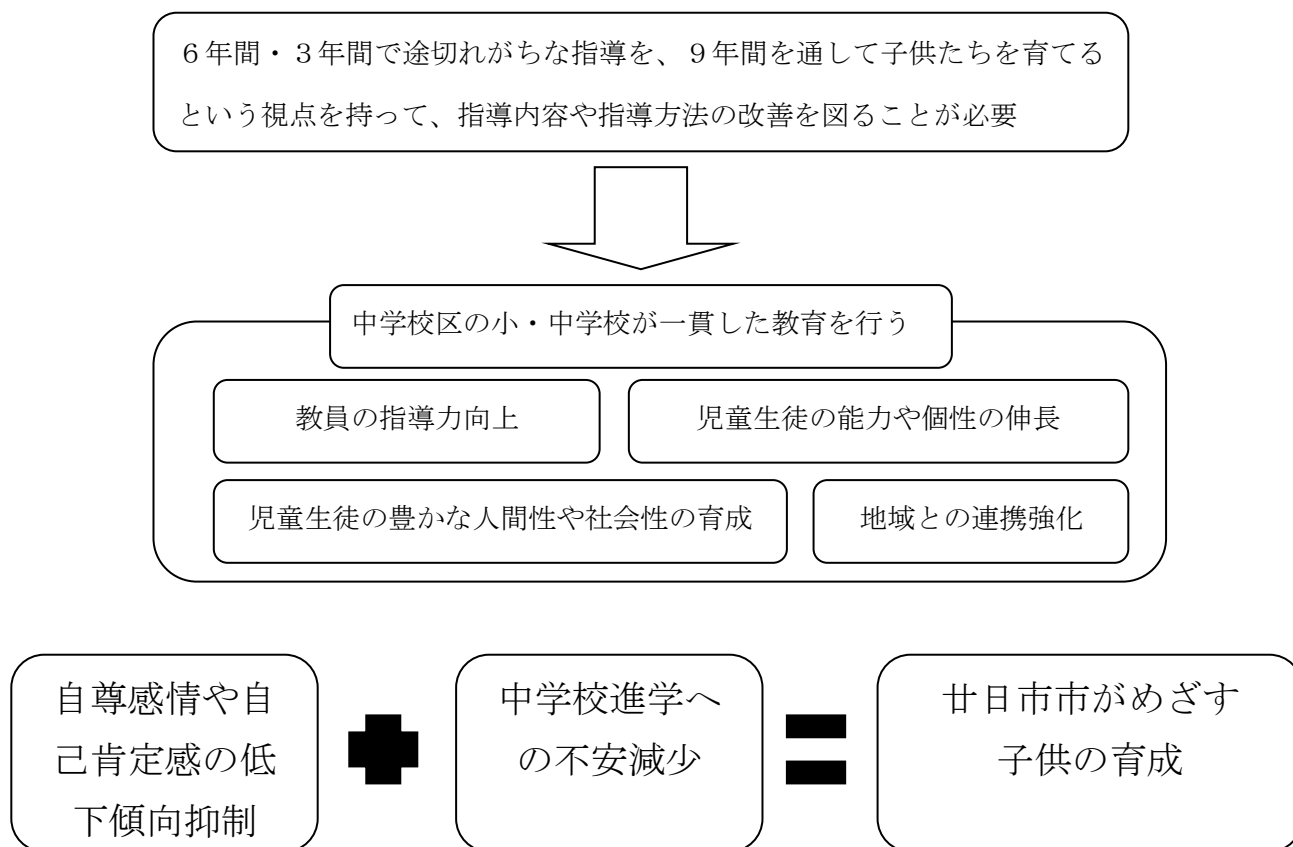 ６年間・３年間で途切れがちな指導を、９年間を通して子供たちを育てる
という視点を持って、指導内容や指導方法の改善を図ることが必要
中学校区の小・中学校が一貫した教育を行う
教員の指導力向上
児童生徒の能力や個性の伸長
児童生徒の豊かな人間性や社会性の育成
地域との連携強化
自尊感情や自
己肯定感の低
下傾向抑制
中学校進学へ
の不安減少
廿日市市がめざす
子供の育成